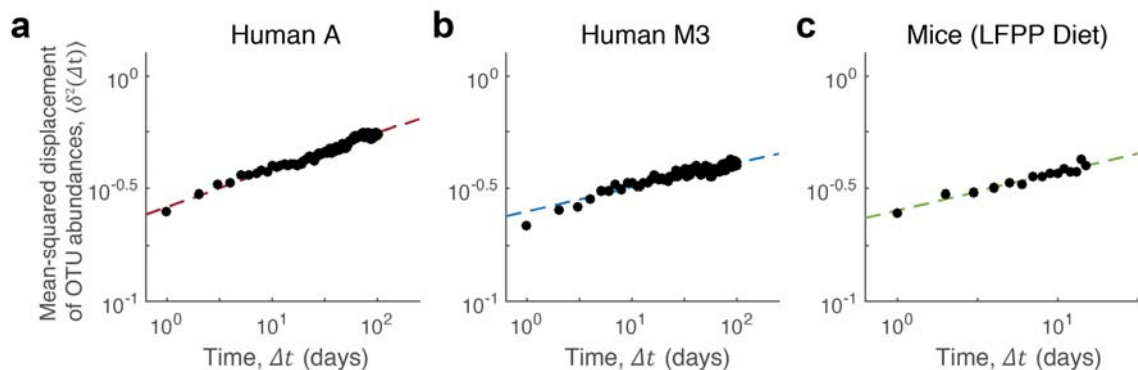 a Human A
b Human M3
c Mice (LFPP Diet)
Mean-squared displacement
of OTU abundances, ⟨δ²(Δt)⟩
10⁰
10⁻⁰·⁵
10⁻¹
10⁰ 10¹ 10²
Time, Δt (days)
10⁰
10⁻⁰·⁵
10⁻¹
10⁰ 10¹ 10²
Time, Δt (days)
10⁰
10⁻⁰·⁵
10⁻¹
10⁰ 10¹
Time, Δt (days)